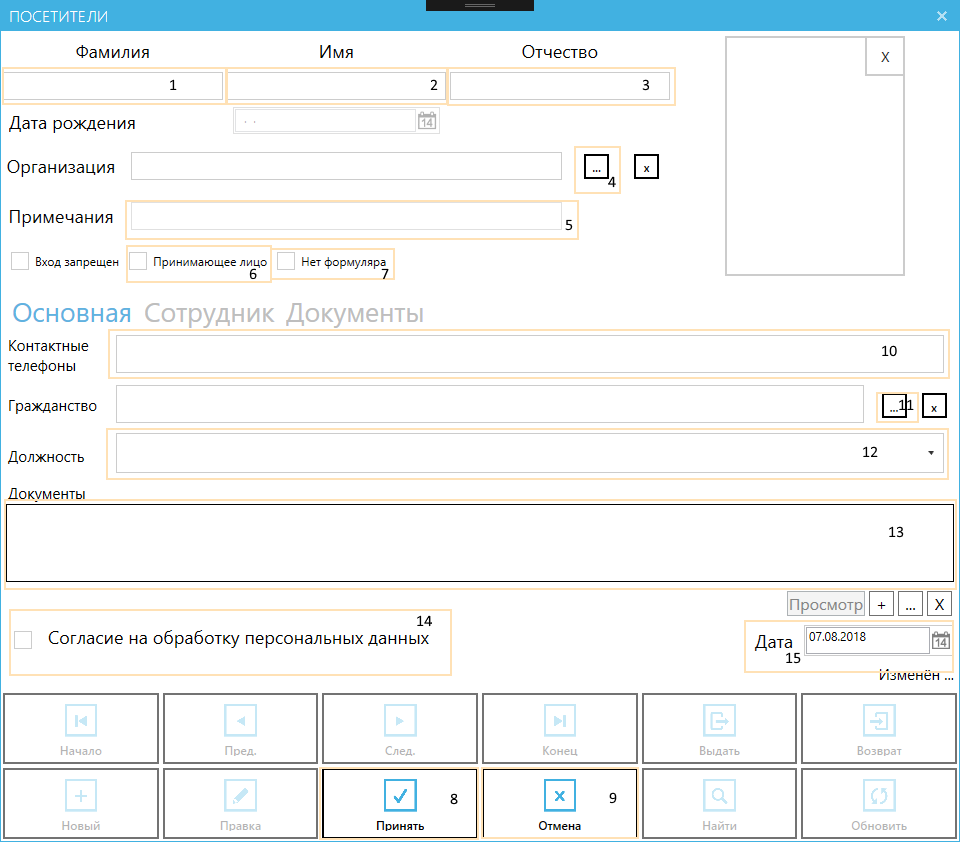 ПОСЕТИТЕЛИ
Фамилия Имя Отчество
X
1 2 3
Дата рождения . . 14
Организация ... 4 x
Примечания 5
Вход запрещен Принимающее лицо 6 Нет формуляра 7
Основная Сотрудник Документы
Контактные
телефоны
10
Гражданство ... 11 x
Должность 12
Документы
13
Просмотр + ... X
14
Согласие на обработку персональных данных
Дата 07.08.2018 14
15
Изменён ...
Начало Пред. След. Конец Выдать Возврат
8 9
Новый Правка Принять Отмена Найти Обновить